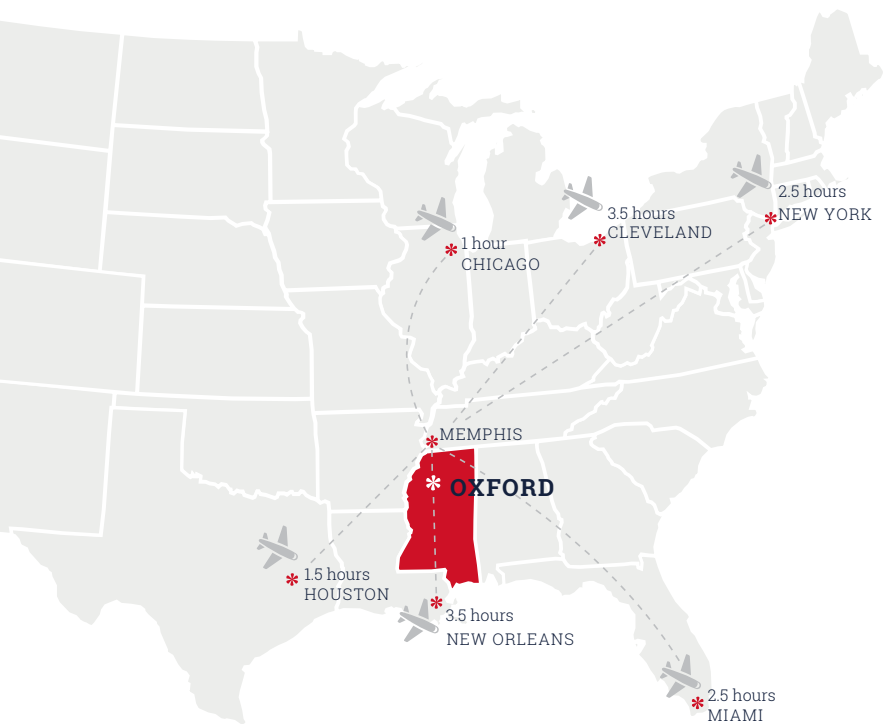 2.5 hours
NEW YORK
3.5 hours
CLEVELAND
1 hour
CHICAGO
MEMPHIS
OXFORD
1.5 hours
HOUSTON
3.5 hours
NEW ORLEANS
2.5 hours
MIAMI